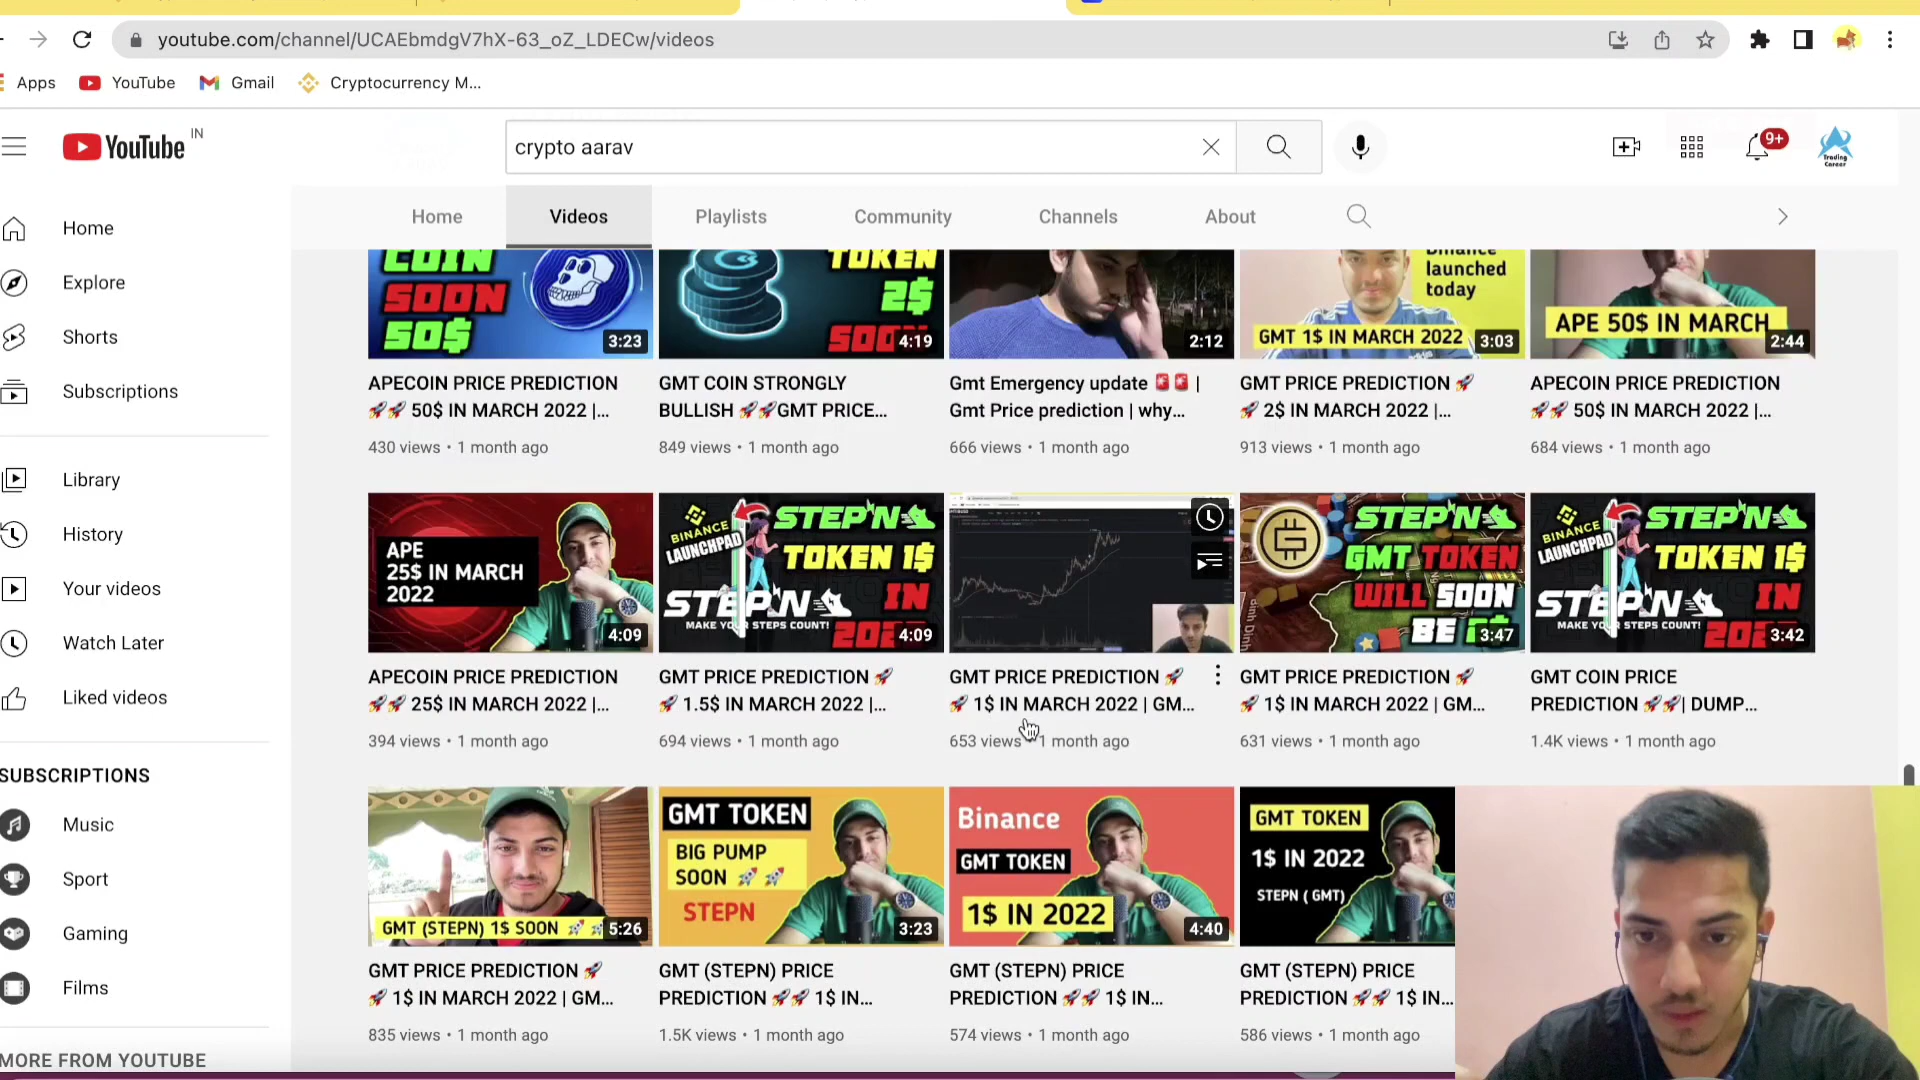 youtube.com/channel/UCAEbmdgV7hX-63_oZ_LDECw/videos
Apps
YouTube
Gmail
Cryptocurrency M...
YouTube IN
crypto aarav
9+
Trading
Career
Home
Videos
Playlists
Community
Channels
About
Home
Explore
Shorts
Subscriptions
Library
History
Your videos
Watch Later
Liked videos
SUBSCRIPTIONS
Music
Sport
Gaming
Films
MORE FROM YOUTUBE
COIN
SOON
50$
3:23
TOKEN
2$
4:19
2:12
Binance
launched
today
GMT 1$ IN MARCH 2022
3:03
APE 50$ IN MARCH
2:44
APECOIN PRICE PREDICTION
🚀🚀 50$ IN MARCH 2022 |...
430 views • 1 month ago
GMT COIN STRONGLY
BULLISH 🚀🚀GMT PRICE...
849 views • 1 month ago
Gmt Emergency update 🚨🚨 |
Gmt Price prediction | why...
666 views • 1 month ago
GMT PRICE PREDICTION 🚀
🚀 2$ IN MARCH 2022 |...
913 views • 1 month ago
APECOIN PRICE PREDICTION
🚀🚀 50$ IN MARCH 2022 |...
684 views • 1 month ago
APE
25$ IN MARCH
2022
4:09
BINANCE
LAUNCHPAD
STEP'N
TOKEN 1$
IN
STEPN
MAKE YOUR STEPS COUNT!
4:09
STEP'N
GMT TOKEN
WILL SOON
BE
3:47
BINANCE
LAUNCHPAD
STEP'N
TOKEN 1$
IN
STEPN
MAKE YOUR STEPS COUNT!
3:42
APECOIN PRICE PREDICTION
🚀🚀 25$ IN MARCH 2022 |...
394 views • 1 month ago
GMT PRICE PREDICTION 🚀
🚀 1.5$ IN MARCH 2022 |...
694 views • 1 month ago
GMT PRICE PREDICTION 🚀
🚀 1$ IN MARCH 2022 | GM...
653 views 1 month ago
GMT PRICE PREDICTION 🚀
🚀 1$ IN MARCH 2022 | GM...
631 views • 1 month ago
GMT COIN PRICE
PREDICTION 🚀🚀| DUMP...
1.4K views • 1 month ago
GMT (STEPN) 1$ SOON 🚀🚀
5:26
GMT TOKEN
BIG PUMP
SOON 🚀 🚀
STEPN
3:23
Binance
GMT TOKEN
1$ IN 2022
4:40
GMT TOKEN
1$ IN 2022
STEPN ( GMT)
GMT PRICE PREDICTION 🚀
🚀 1$ IN MARCH 2022 | GM...
835 views • 1 month ago
GMT (STEPN) PRICE
PREDICTION 🚀🚀 1$ IN...
1.5K views • 1 month ago
GMT (STEPN) PRICE
PREDICTION 🚀🚀 1$ IN...
574 views • 1 month ago
GMT (STEPN) PRICE
PREDICTION 🚀🚀 1$ IN...
586 views • 1 month ago